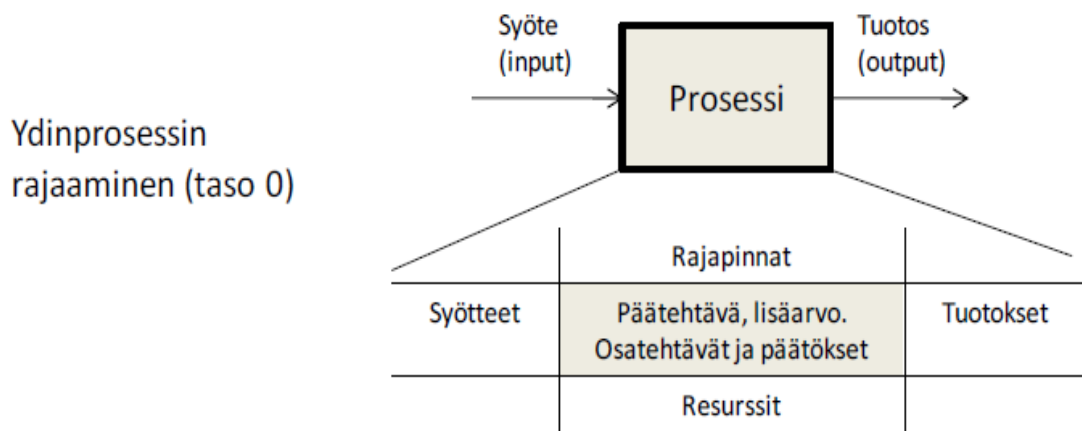 Ydinprosessin
rajaaminen (taso 0)
Syöte
(input)
Prosessi
Tuotos
(output)
Rajapinnat
Syötteet
Päätehtävä, lisäarvo.
Osatehtävät ja päätökset
Tuotokset
Resurssit